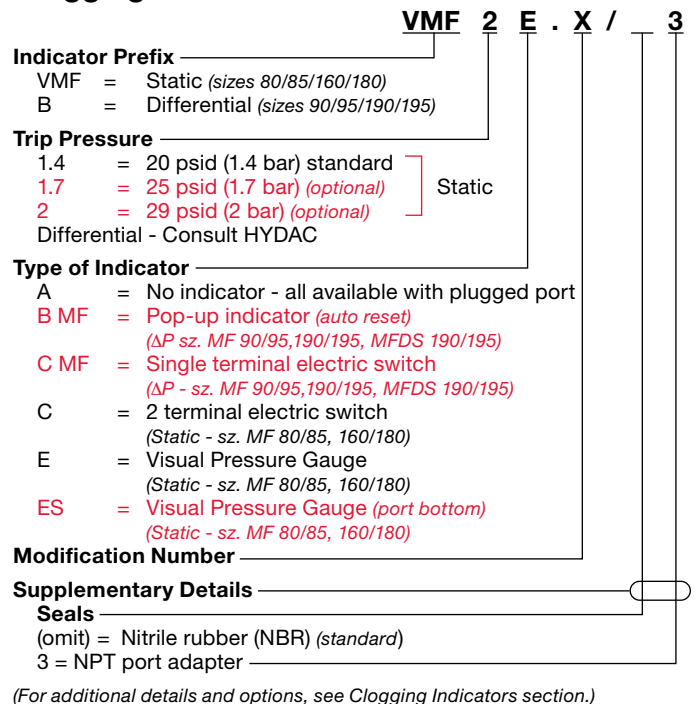 VMF 2 E . X / _ 3
Indicator Prefix
VMF = Static (sizes 80/85/160/180)
B = Differential (sizes 90/95/190/195)
Trip Pressure
1.4 = 20 psid (1.4 bar) standard
1.7 = 25 psid (1.7 bar) (optional) Static
2 = 29 psid (2 bar) (optional)
Differential - Consult HYDAC
Type of Indicator
A = No indicator - all available with plugged port
B MF = Pop-up indicator (auto reset)
(ΔP sz. MF 90/95,190/195, MFDS 190/195)
C MF = Single terminal electric switch
(ΔP - sz. MF 90/95,190/195, MFDS 190/195)
C = 2 terminal electric switch
(Static - sz. MF 80/85, 160/180)
E = Visual Pressure Gauge
(Static - sz. MF 80/85, 160/180)
ES = Visual Pressure Gauge (port bottom)
(Static - sz. MF 80/85, 160/180)
Modification Number
Supplementary Details
Seals
(omit) = Nitrile rubber (NBR) (standard)
3 = NPT port adapter
(For additional details and options, see Clogging Indicators section.)